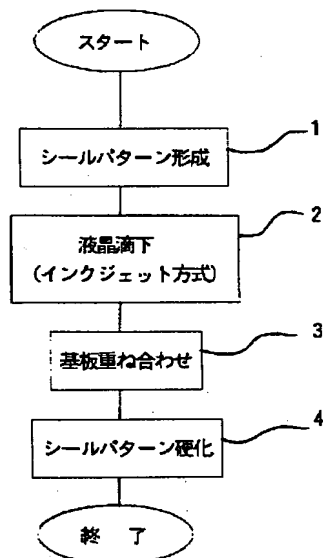 スタート
1
シールパターン形成
2
液晶滴下
(インクジェット方式)
3
基板重ね合わせ
4
シールパターン硬化
終 了